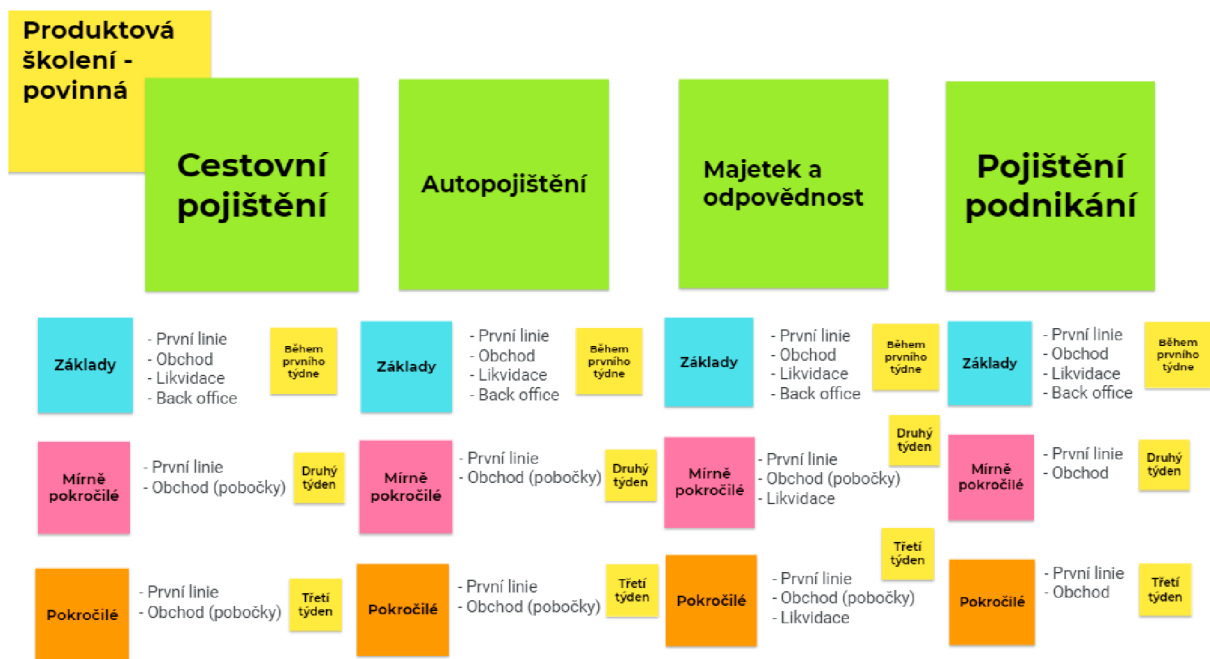 Produktová
školení -
povinná
Cestovní
pojištění
Autopojištění
Majetek a
odpovědnost
Pojištění
podnikání
Základy
- První linie
- Obchod
- Likvidace
- Back office
Během
prvního
týdne
Základy
- První linie
- Obchod
- Likvidace
- Back office
Během
prvního
týdne
Základy
- První linie
- Obchod
- Likvidace
- Back office
Během
prvního
týdne
Základy
- První linie
- Obchod
- Likvidace
- Back office
Během
prvního
týdne
Mírně
pokročilé
- První linie
- Obchod (pobočky)
Druhý
týden
Mírně
pokročilé
- První linie
- Obchod (pobočky)
Druhý
týden
Mírně
pokročilé
- První linie
- Obchod (pobočky)
- Likvidace
Druhý
týden
Mírně
pokročilé
- První linie
- Obchod
Druhý
týden
Pokročilé
- První linie
- Obchod (pobočky)
Třetí
týden
Pokročilé
- První linie
- Obchod (pobočky)
Třetí
týden
Pokročilé
- První linie
- Obchod (pobočky)
- Likvidace
Třetí
týden
Pokročilé
- První linie
- Obchod
Třetí
týden